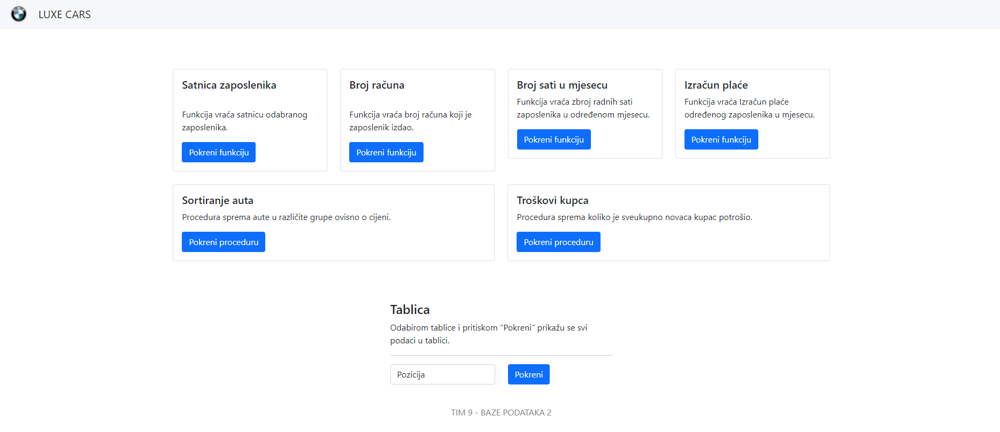 LUXE CARS
Satnica zaposlenika
Funkcija vraća satnicu odabranog
zaposlenika.
Pokreni funkciju
Broj računa
Funkcija vraća broj računa koji je
zaposlenik izdao.
Pokreni funkciju
Broj sati u mjesecu
Funkcija vraća zbroj radnih sati
zaposlenika u određenom mjesecu.
Pokreni funkciju
Izračun plaće
Funkcija vraća Izračun plaće
određenog zaposlenika u mjesecu.
Pokreni funkciju
Sortiranje auta
Procedura sprema aute u različite grupe ovisno o cijeni.
Pokreni proceduru
Troškovi kupca
Procedura sprema koliko je sveukupno novaca kupac potrošio.
Pokreni proceduru
Tablica
Odabirom tablice i pritiskom "Pokreni" prikažu se svi
podaci u tablici.
Pozicija
Pokreni
TIM 9 - BAZE PODATAKA 2